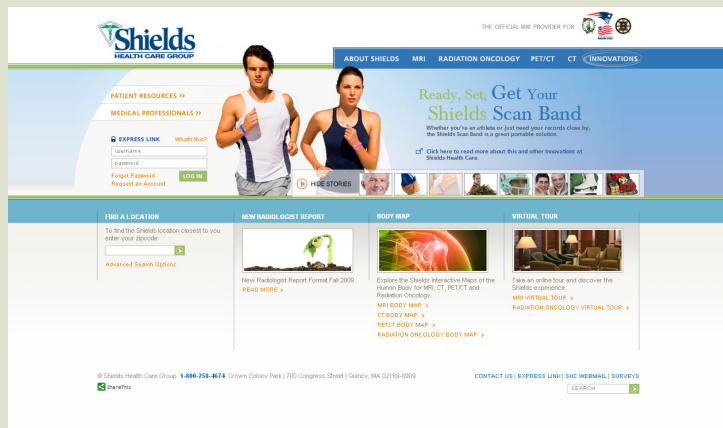 Shields
HEALTH CARE GROUP
THE OFFICIAL MRI PROVIDER FOR
ABOUT SHIELDS MRI RADIATION ONCOLOGY PET/CT CT INNOVATIONS
PATIENT RESOURCES >>
MEDICAL PROFESSIONALS >>
EXPRESS LINK What's this?
username
password
Forgot Password
Request an Account
LOG IN
Ready, Set, Get Your
Shields Scan Band
Whether you're an athlete or just need your records close by,
the Shields Scan Band is a great portable solution.
Click here to read more about this and other Innovations at
Shields Health Care.
HIDE STORIES
FIND A LOCATION
To find the Shields location closest to you
enter your zipcode:
Advanced Search Options
NEW RADIOLOGIST REPORT
New Radiologist Report Format Fall 2009.
READ MORE »
BODY MAP
Explore the Shields Interactive Maps of the
Human Body for MRI, CT, PET/CT and
Radiation Oncology.
MRI BODY MAP »
CT BODY MAP »
PETCT BODY MAP »
RADIATION ONCOLOGY BODY MAP »
VIRTUAL TOUR
Take an online tour and discover the
Shields experience.
MRI VIRTUAL TOUR »
RADIATION ONCOLOGY VIRTUAL TOUR »
© Shields Health Care Group 1-800-258-4674 Crown Colony Park | 700 Congress Street | Quincy, MA 02169-0909
ShareThis
CONTACT US | EXPRESS LINK | SHC WEBMAIL | SURVEYS
SEARCH